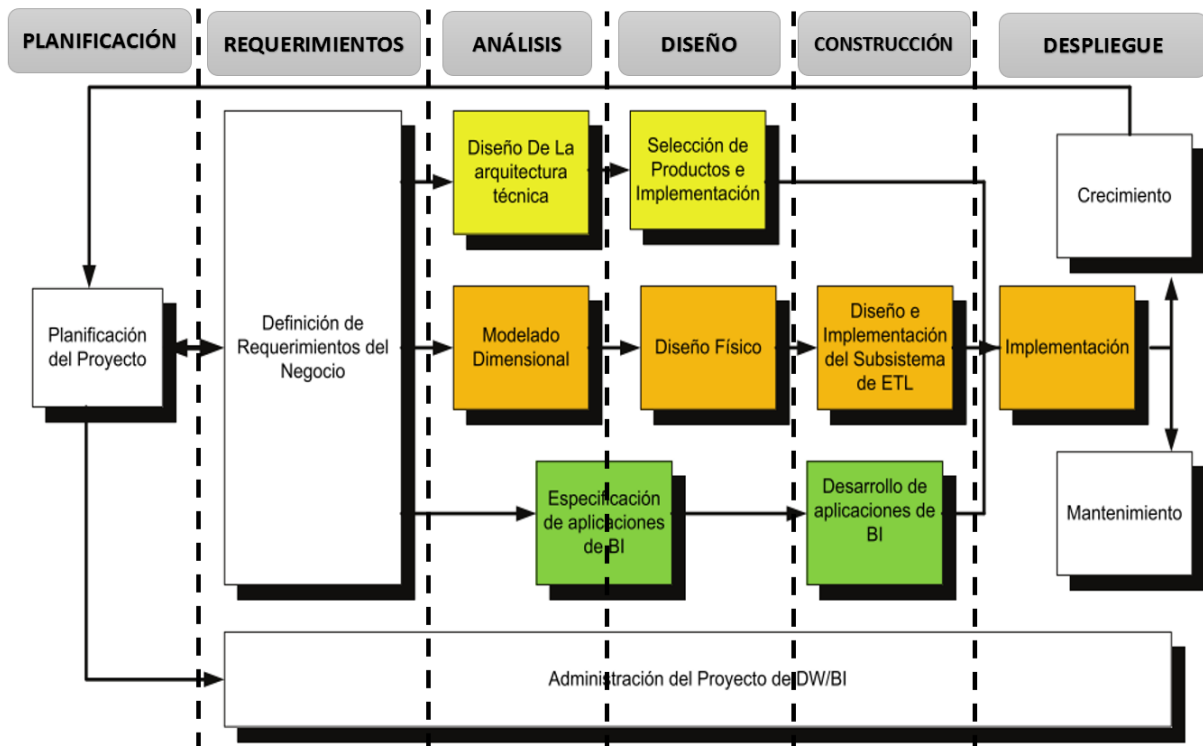 PLANIFICACIÓN
REQUERIMIENTOS
ANÁLISIS
DISEÑO
CONSTRUCCIÓN
DESPLIEGUE
Diseño De La
arquitectura
técnica
Selección de
Productos e
Implementación
Crecimiento
Planificación
del Proyecto
Definición de
Requerimientos del
Negocio
Modelado
Dimensional
Diseño Físico
Diseño e
Implementación
del Subsistema
de ETL
Implementación
Especificación
de aplicaciones
de BI
Desarrollo de
aplicaciones de
BI
Mantenimiento
Administración del Proyecto de DW/BI